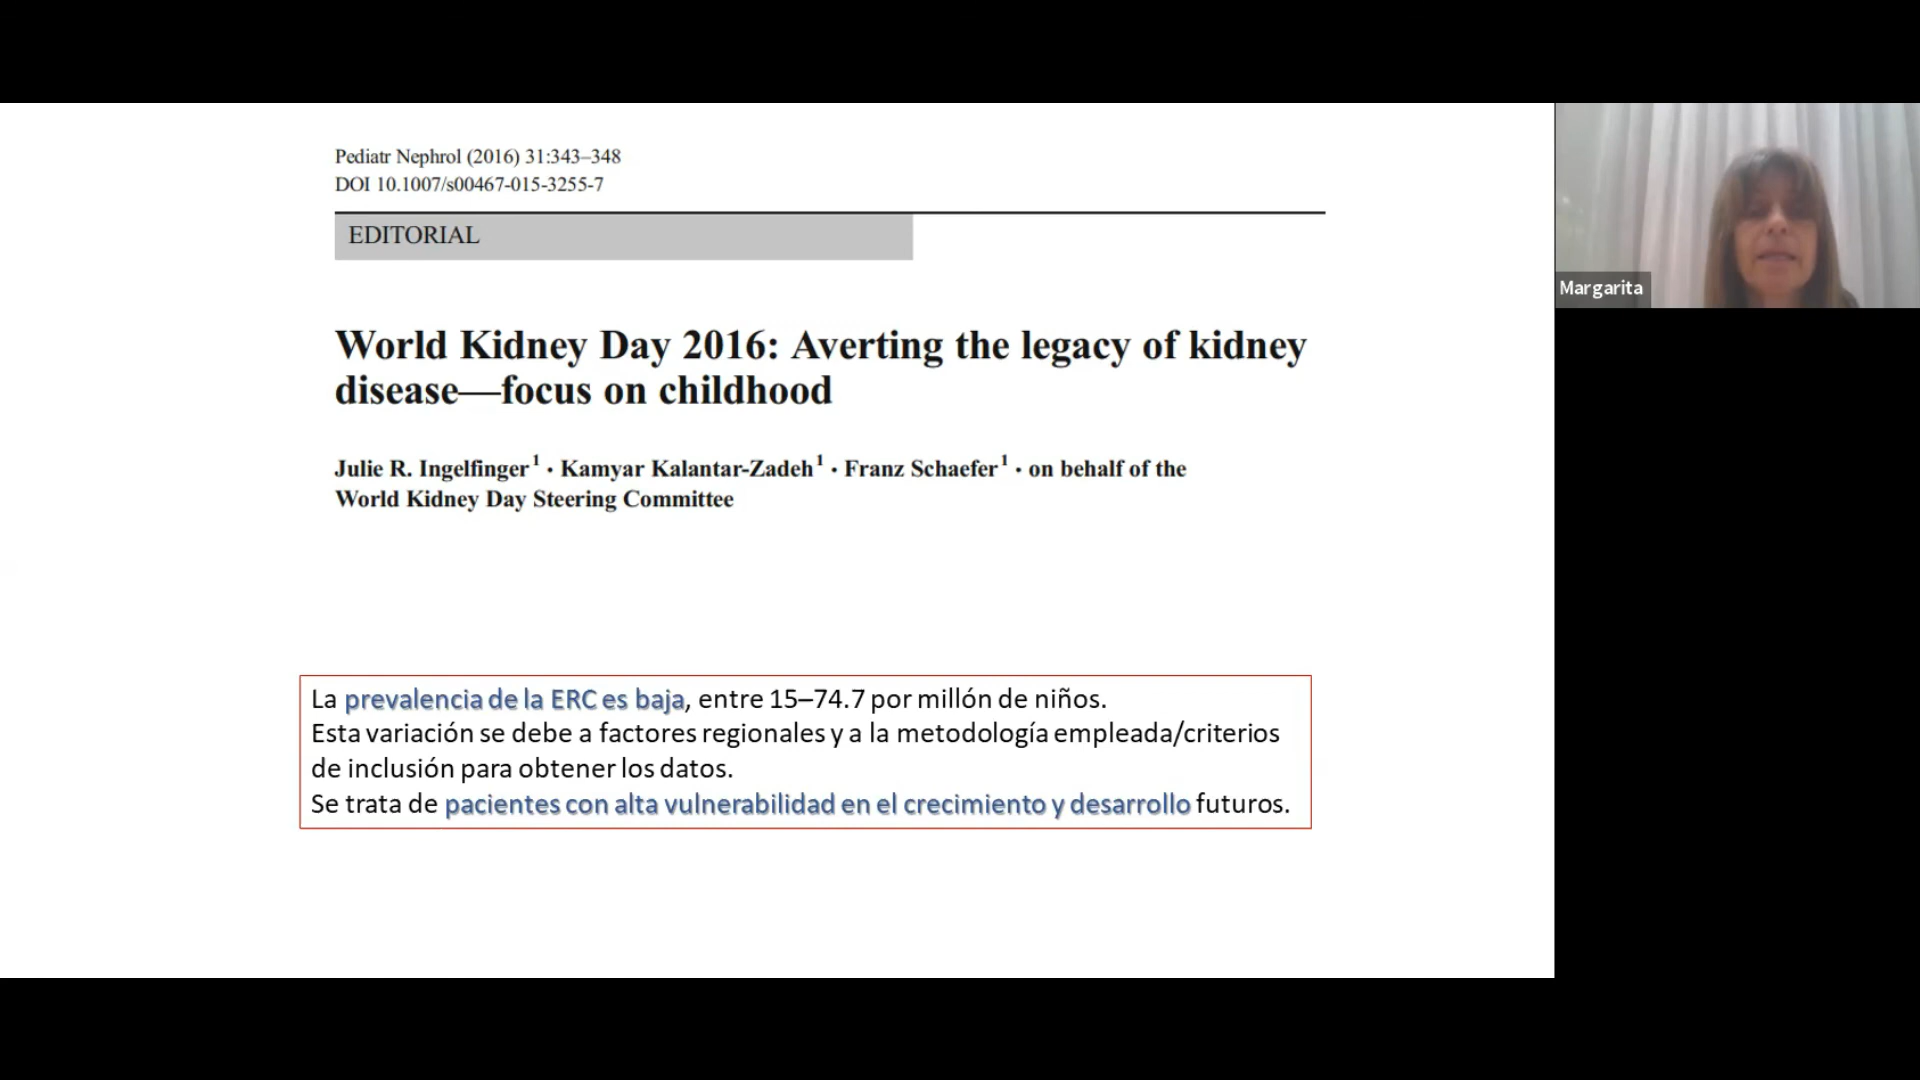 Pediatr Nephrol (2016) 31:343–348
DOI 10.1007/s00467-015-3255-7
EDITORIAL
World Kidney Day 2016: Averting the legacy of kidney
disease—focus on childhood
Julie R. Ingelfinger1 · Kamyar Kalantar-Zadeh1 · Franz Schaefer1 · on behalf of the
World Kidney Day Steering Committee
La prevalencia de la ERC es baja, entre 15–74.7 por millón de niños.
Esta variación se debe a factores regionales y a la metodología empleada/criterios
de inclusión para obtener los datos.
Se trata de pacientes con alta vulnerabilidad en el crecimiento y desarrollo futuros.
Margarita